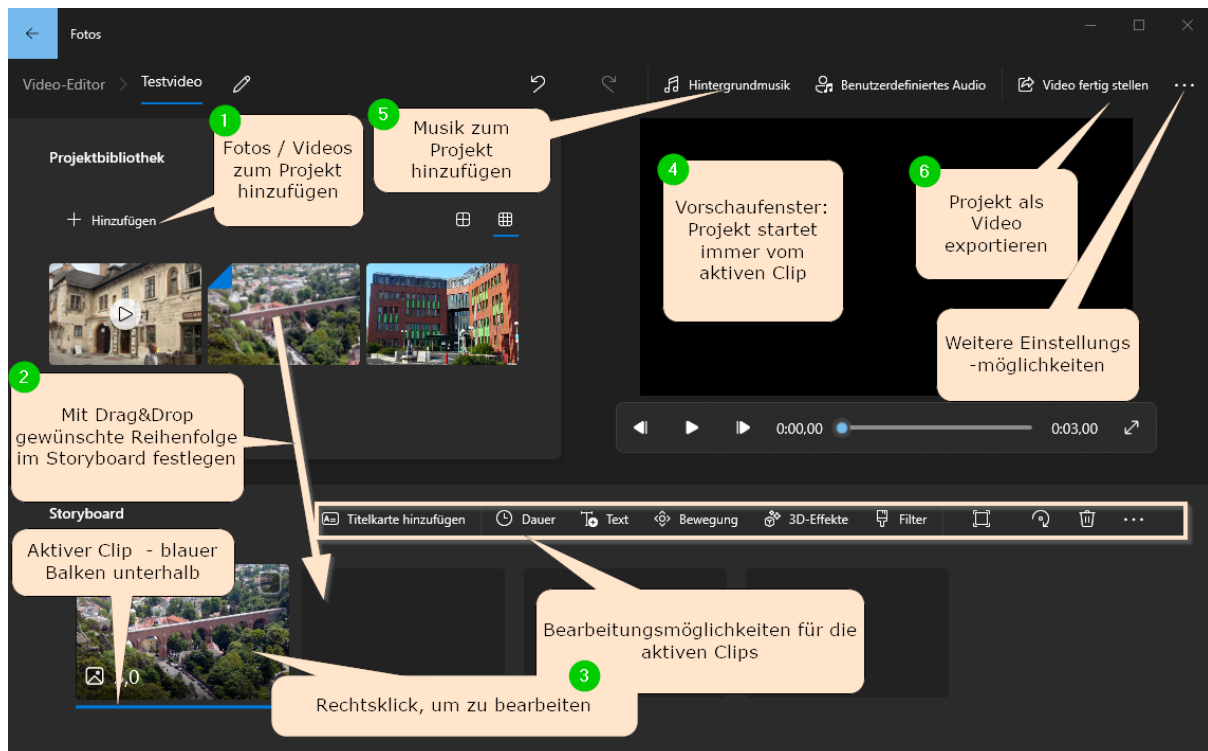 Fotos
Video-Editor > Testvideo
Hintergrundmusik
Benutzerdefiniertes Audio
Video fertig stellen
1
Fotos / Videos
zum Projekt
hinzufügen
5
Musik zum
Projekt
hinzufügen
Projektbibliothek
Hinzufügen
4
Vorschaufenster:
Projekt startet
immer vom
aktiven Clip
6
Projekt als
Video
exportieren
Weitere Einstellungs
-möglichkeiten
2
Mit Drag&Drop
gewünschte Reihenfolge
im Storyboard festlegen
0:00,00
0:03,00
Storyboard
Titelkarte hinzufügen
Dauer
Text
Bewegung
3D-Effekte
Filter
Aktiver Clip - blauer
Balken unterhalb
Bearbeitungsmöglichkeiten für die
aktiven Clips
3
Rechtsklick, um zu bearbeiten